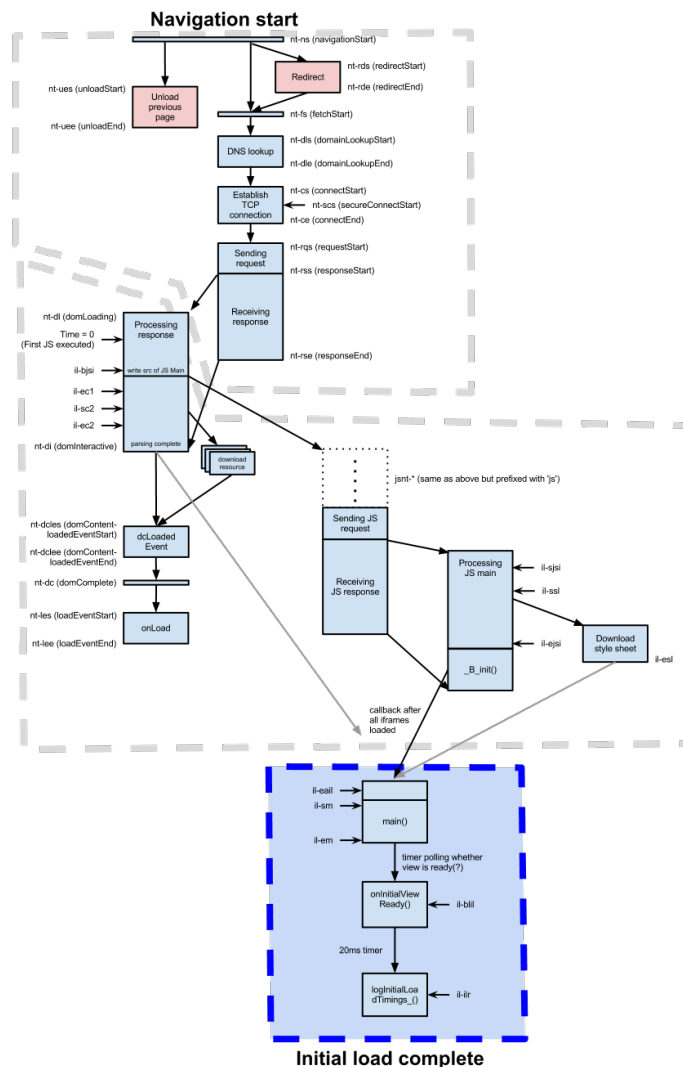 Navigation start
nt-ns (navigationStart)
nt-rds (redirectStart)
Redirect
nt-rde (redirectEnd)
nt-ues (unloadStart)
Unload
previous
page
nt-uee (unloadEnd)
nt-fs (fetchStart)
nt-dls (domainLookupStart)
DNS lookup
nt-dle (domainLookupEnd)
nt-cs (connectStart)
Establish
TCP
connection
nt-scs (secureConnectStart)
nt-ce (connectEnd)
nt-rqs (requestStart)
Sending
request
nt-rss (responseStart)
Receiving
response
nt-rse (responseEnd)
nt-dl (domLoading)
Processing
response
Time = 0
(First JS executed)
il-bjsi
write src of JS Main
il-ec1
il-sc2
il-ec2
nt-di (domInteractive)
parsing complete
download
resource
jsnt-* (same as above but prefixed with 'js')
Sending JS
request
Receiving
JS response
nt-dcles (domContent-
loadedEventStart)
dcLoaded
Event
nt-dclee (domContent-
loadedEventEnd)
nt-dc (domComplete)
nt-les (loadEventStart)
onLoad
nt-lee (loadEventEnd)
Processing
JS main
il-sjsi
il-ssl
il-ejsi
_B_init()
Download
style sheet
il-esl
callback after
all iframes
loaded
il-eail
il-sm
main()
il-em
timer polling whether
view is ready(?)
onInitialView
Ready()
il-blil
20ms timer
logInitialLoa
dTimings_()
il-ilr
Initial load complete